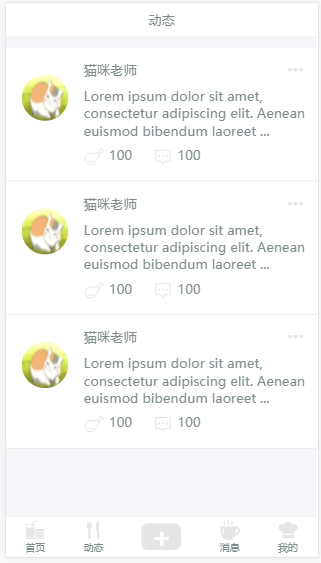 动态
猫咪老师
Lorem ipsum dolor sit amet,
consectetur adipiscing elit. Aenean
euismod bibendum laoreet ...
100 100
猫咪老师
Lorem ipsum dolor sit amet,
consectetur adipiscing elit. Aenean
euismod bibendum laoreet ...
100 100
猫咪老师
Lorem ipsum dolor sit amet,
consectetur adipiscing elit. Aenean
euismod bibendum laoreet ...
100 100
首页 动态 消息 我的